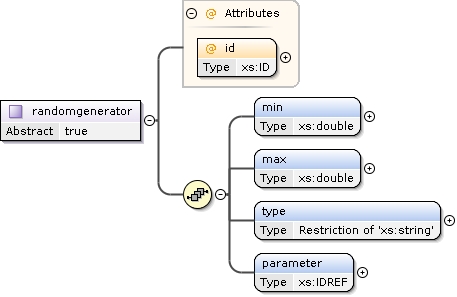 @ Attributes
@ id
Type xs:ID
randomgenerator
Abstract true
min
Type xs:double
max
Type xs:double
type
Type Restriction of 'xs:string'
parameter
Type xs:IDREF